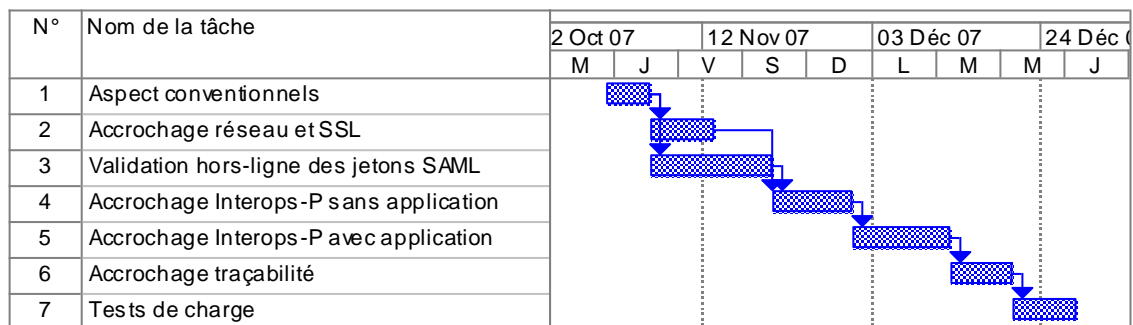 N° Nom de la tâche
2 Oct 07 12 Nov 07 03 Déc 07 24 Déc
M J V S D L M M J
1 Aspect conventionnels
2 Accrochage réseau et SSL
3 Validation hors-ligne des jetons SAML
4 Accrochage Interops-P sans application
5 Accrochage Interops-P avec application
6 Accrochage traçabilité
7 Tests de charge